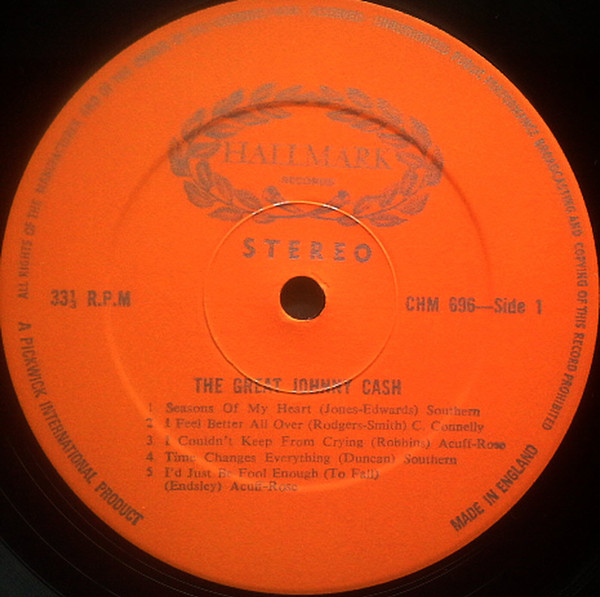 ALL RIGHTS OF THE MANUFACTURER AND OF THE OWNER OF THE RECORDED WORK RESERVED. UNAUTHORISED PUBLIC PERFORMANCE BROADCASTING AND COPYING OF THIS RECORD PROHIBITED
HALLMARK
RECORDS
STEREO
33⅓ R.P.M
CHM 696—Side 1
THE GREAT JOHNNY CASH
1 Seasons Of My Heart (Jones-Edwards) Southern
2 I Feel Better All Over (Rodgers-Smith) C. Connelly
3 I Couldn't Keep From Crying (Robbins) Acuff-Rose
4 Time Changes Everything (Duncan) Southern
5 I'd Just Be Fool Enough (To Fall)
(Endsley) Acuff-Rose
A PICKWICK INTERNATIONAL PRODUCT
MADE IN ENGLAND